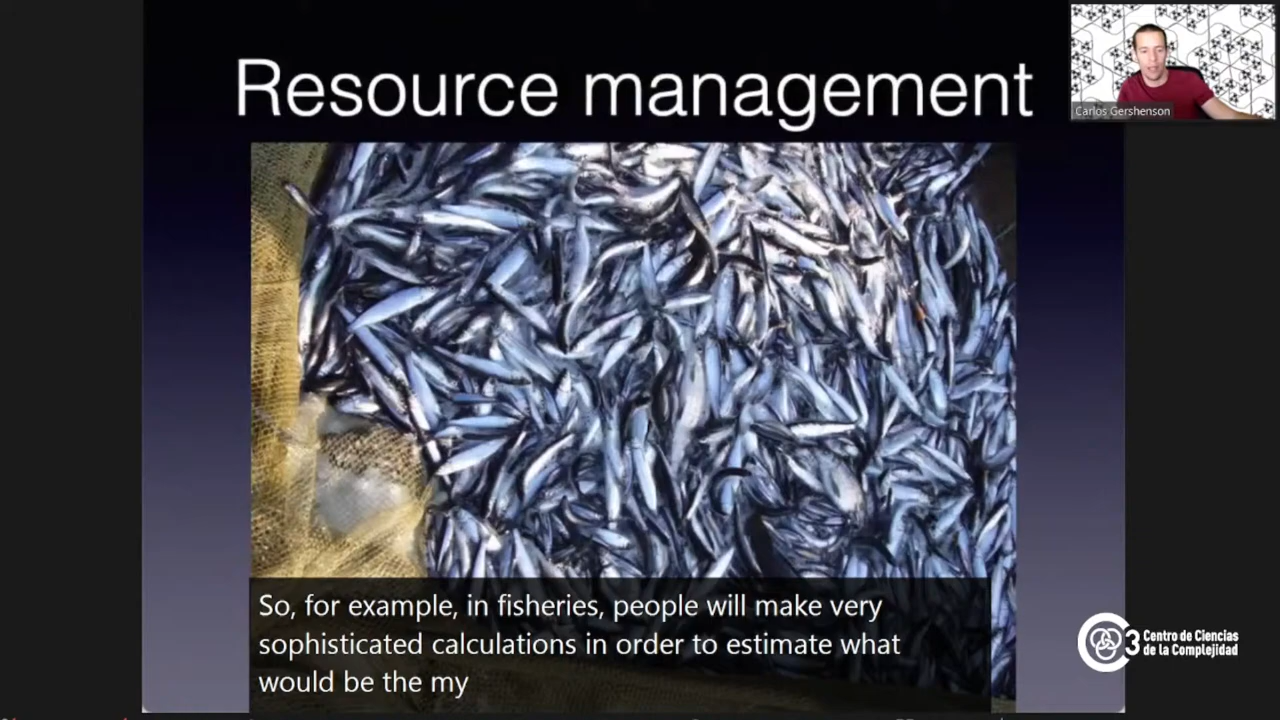 Resource management
Carlos Gershenson
So, for example, in fisheries, people will make very
sophisticated calculations in order to estimate what
would be the my
C3 Centro de Ciencias
de la Complejidad